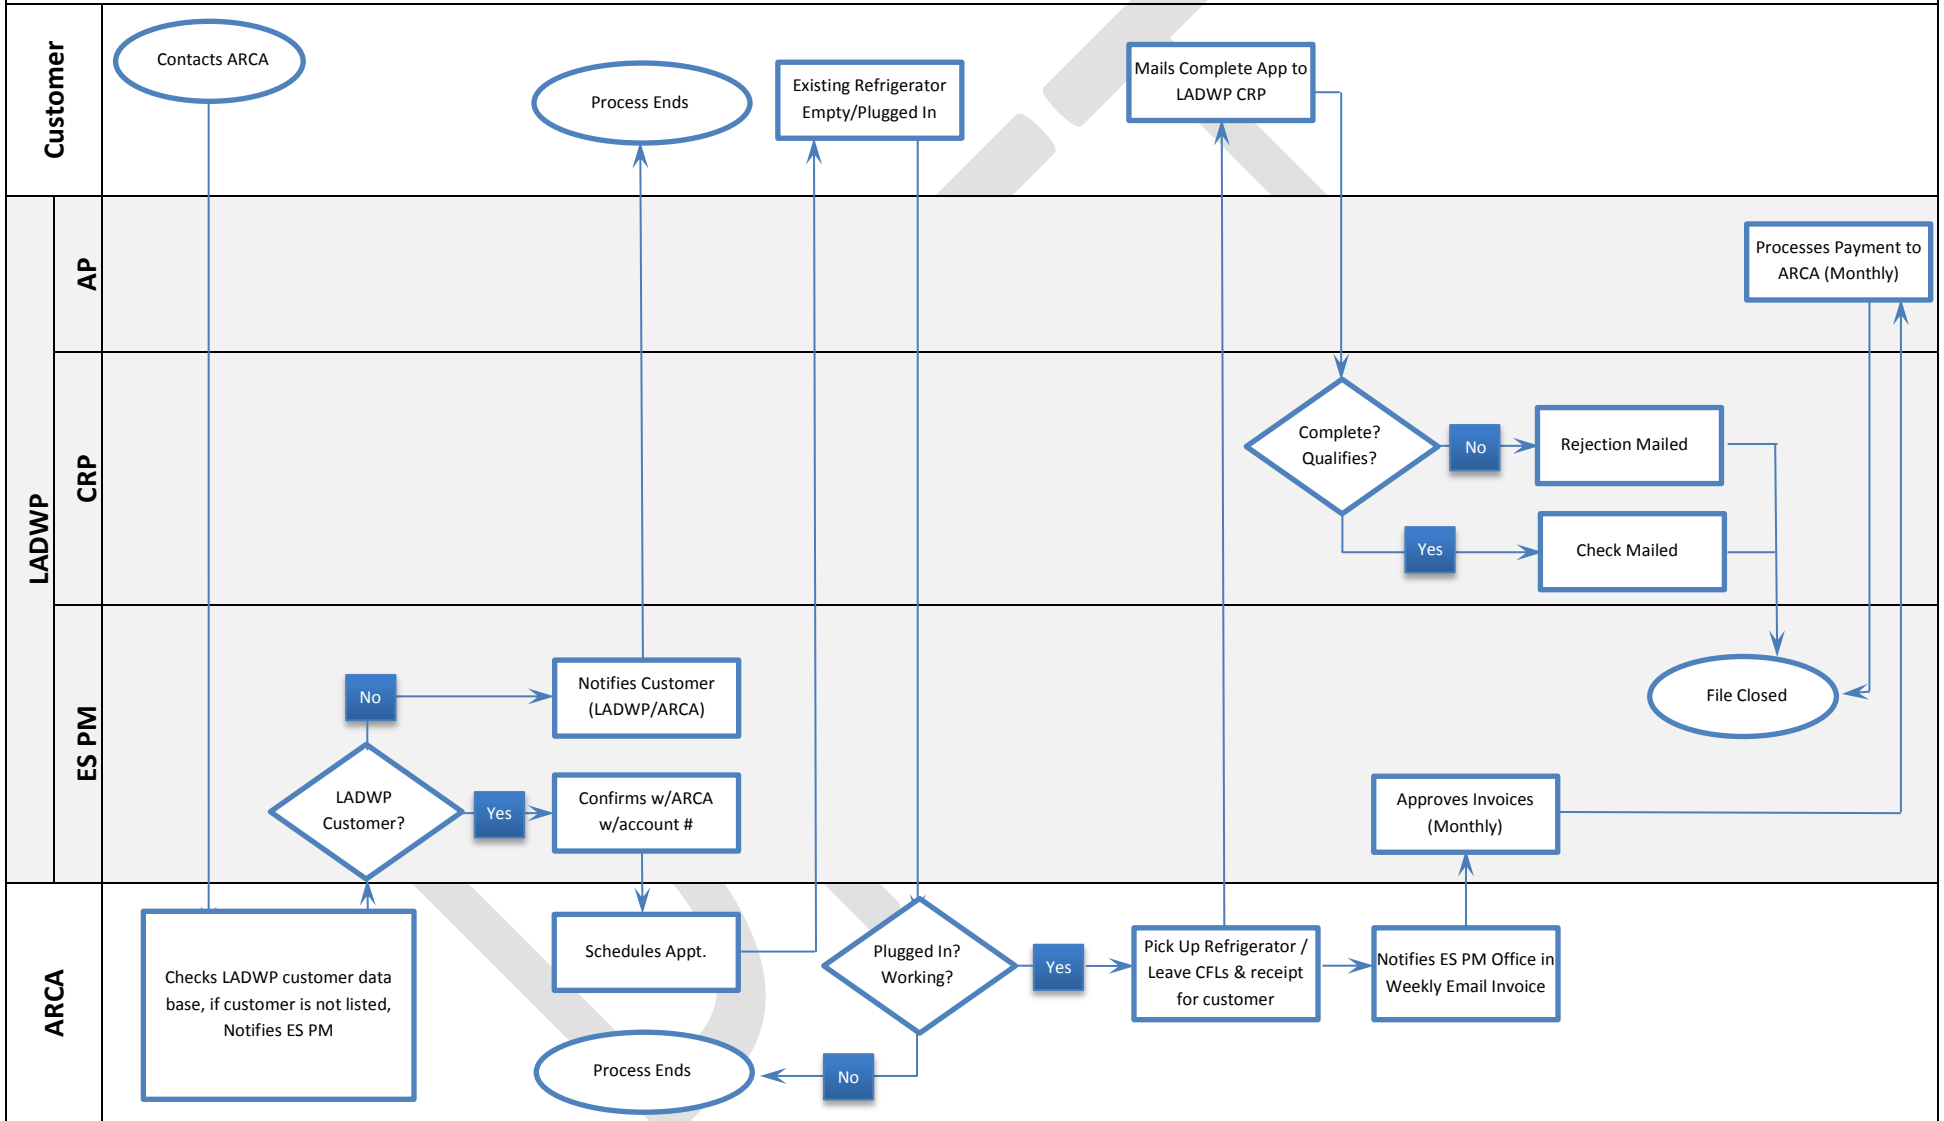 Customer
Contacts ARCA
Process Ends
Existing Refrigerator
Empty/Plugged In
Mails Complete App to
LADWP CRP
LADWP
AP
Processes Payment to
ARCA (Monthly)
CRP
Complete?
Qualifies?
No
Rejection Mailed
Yes
Check Mailed
ES PM
No
Notifies Customer
(LADWP/ARCA)
File Closed
LADWP
Customer?
Yes
Confirms w/ARCA
w/account #
Approves Invoices
(Monthly)
ARCA
Checks LADWP customer data
base, if customer is not listed,
Notifies ES PM
Schedules Appt.
Plugged In?
Working?
Yes
Pick Up Refrigerator /
Leave CFLs & receipt
for customer
Notifies ES PM Office in
Weekly Email Invoice
Process Ends
No